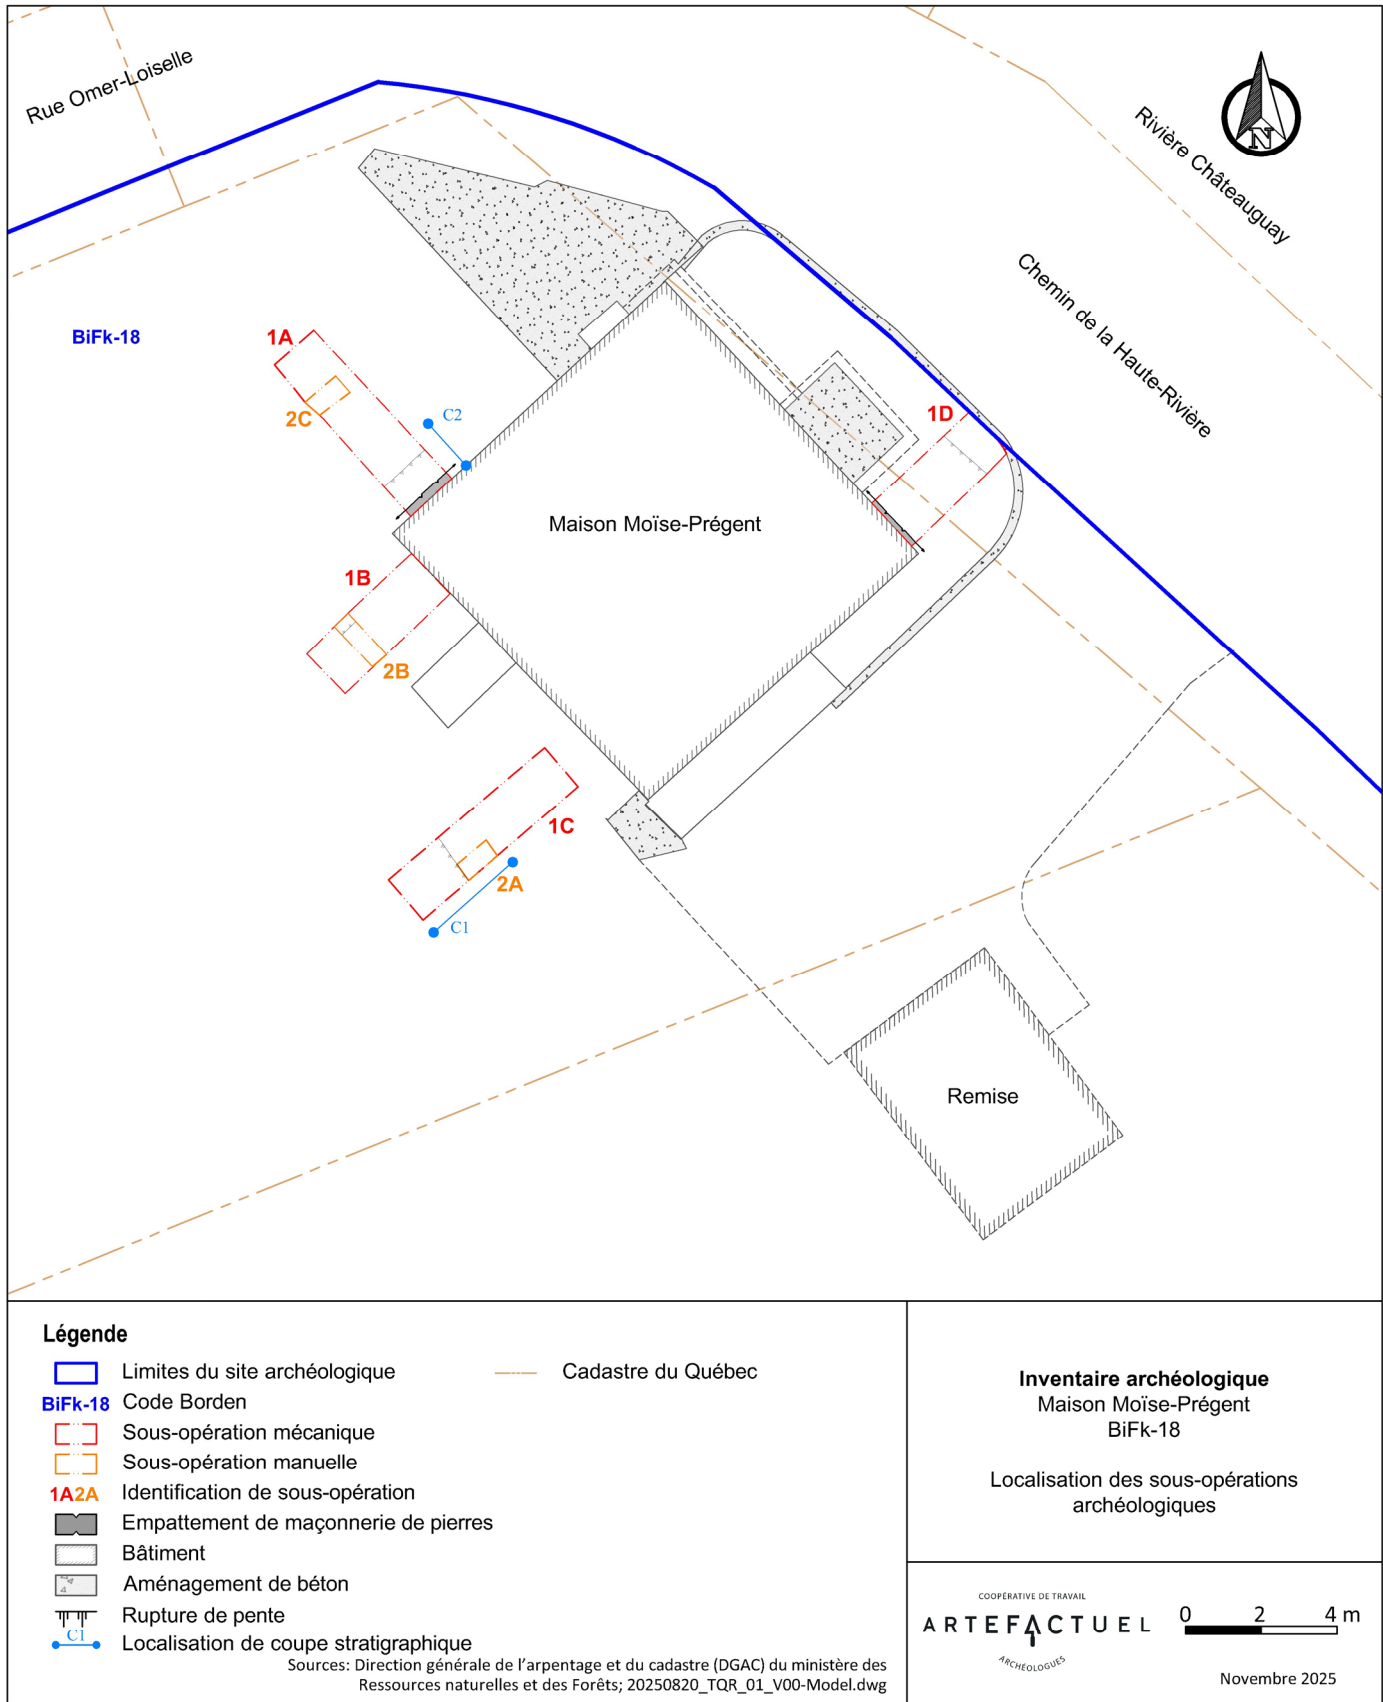 Rue Omer-Loiselle
Rivière Châteauguay
N
Chemin de la Haute-Rivière
BiFk-18
1A
2C
C2
1D
Maison Moïse-Prégent
1B
2B
1C
2A
C1
Remise
Légende
Limites du site archéologique
Cadastre du Québec
BiFk-18 Code Borden
Sous-opération mécanique
Sous-opération manuelle
1A2A Identification de sous-opération
Empattement de maçonnerie de pierres
Bâtiment
Aménagement de béton
Rupture de pente
C1 Localisation de coupe stratigraphique
Sources: Direction générale de l'arpentage et du cadastre (DGAC) du ministère des
Ressources naturelles et des Forêts; 20250820_TQR_01_V00-Model.dwg
Inventaire archéologique
Maison Moïse-Prégent
BiFk-18
Localisation des sous-opérations
archéologiques
COOPÉRATIVE DE TRAVAIL
ARTEFACTUEL
ARCHÉOLOGUES
0 2 4 m
Novembre 2025